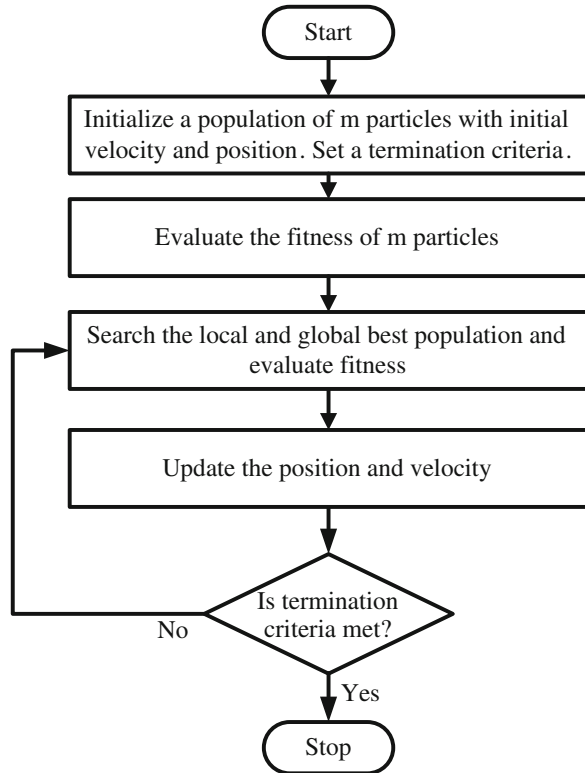 Start
Initialize a population of m particles with initial
velocity and position. Set a termination criteria.
Evaluate the fitness of m particles
Search the local and global best population and
evaluate fitness
Update the position and velocity
Is termination
criteria met?
No
Yes
Stop